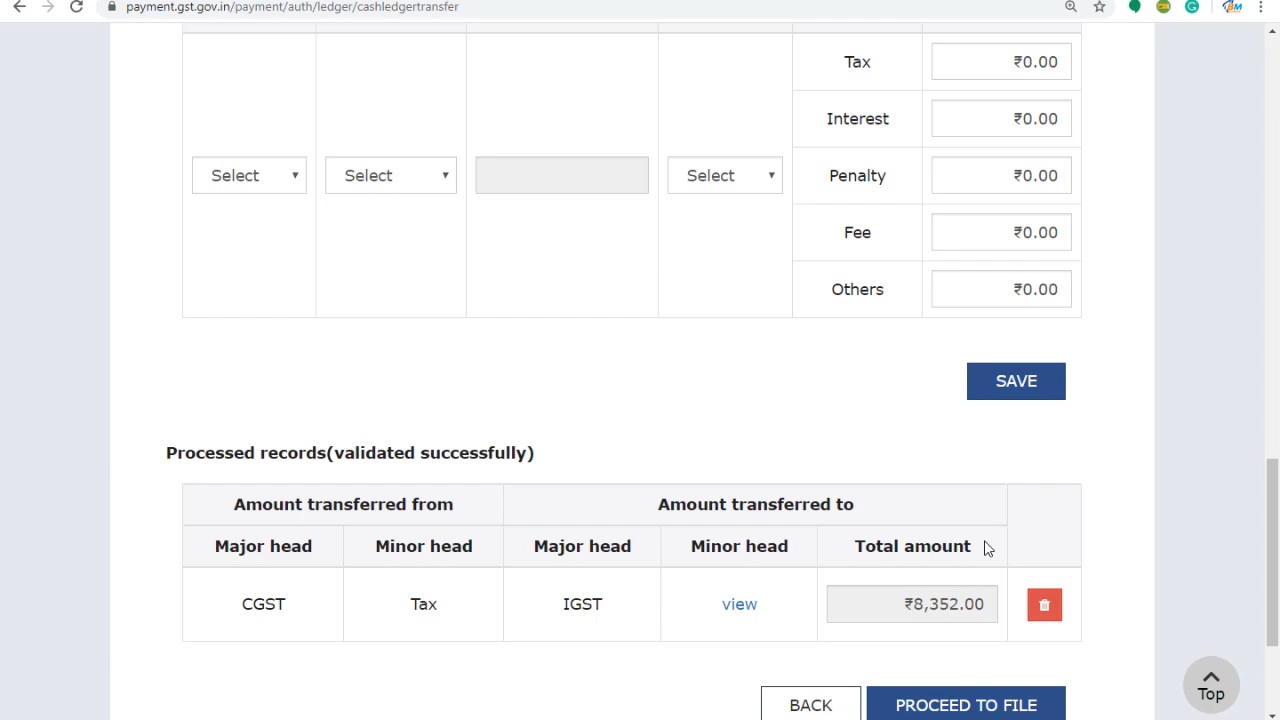 payment.gst.gov.in/payment/auth/ledger/cashledgertransfer
Tax ₹0.00
Interest ₹0.00
Select Select Select Penalty ₹0.00
Fee ₹0.00
Others ₹0.00
SAVE
Processed records(validated successfully)
Amount transferred from Amount transferred to
Major head Minor head Major head Minor head Total amount
CGST Tax IGST view ₹8,352.00
Top
BACK PROCEED TO FILE